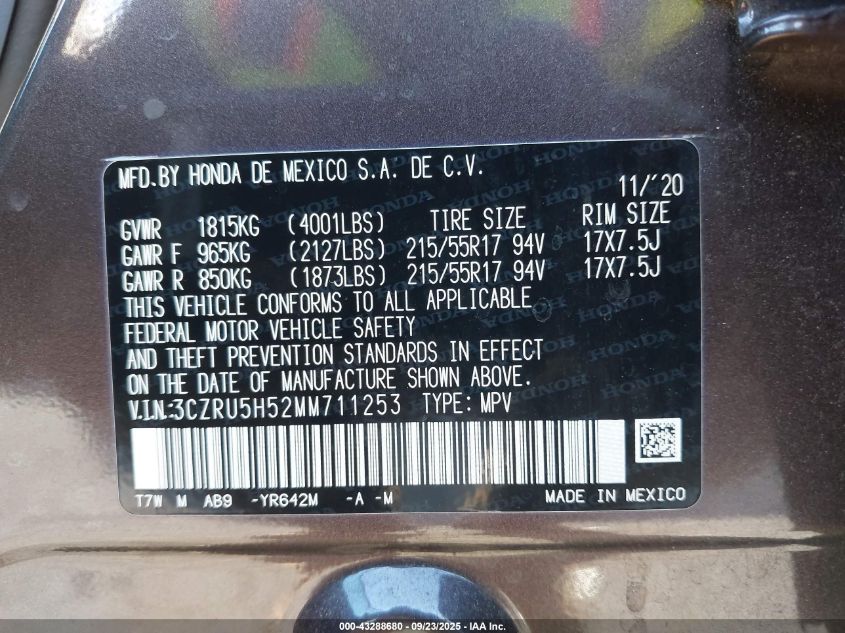 MFD.BY HONDA DE MEXICO S.A. DE C.V.
11/'20
GVWR 1815KG (4001LBS) TIRE SIZE RIM SIZE
GAWR F 965KG (2127LBS) 215/55R17 94V 17X7.5J
GAWR R 850KG (1873LBS) 215/55R17 94V 17X7.5J
THIS VEHICLE CONFORMS TO ALL APPLICABLE
FEDERAL MOTOR VEHICLE SAFETY
AND THEFT PREVENTION STANDARDS IN EFFECT
ON THE DATE OF MANUFACTURE SHOWN ABOVE.
V.I.N.:3CZRU5H52MM711253 TYPE: MPV
T7W M AB9 -YR642M -A -M MADE IN MEXICO
000-43288680 - 09/23/2025 - IAA Inc.